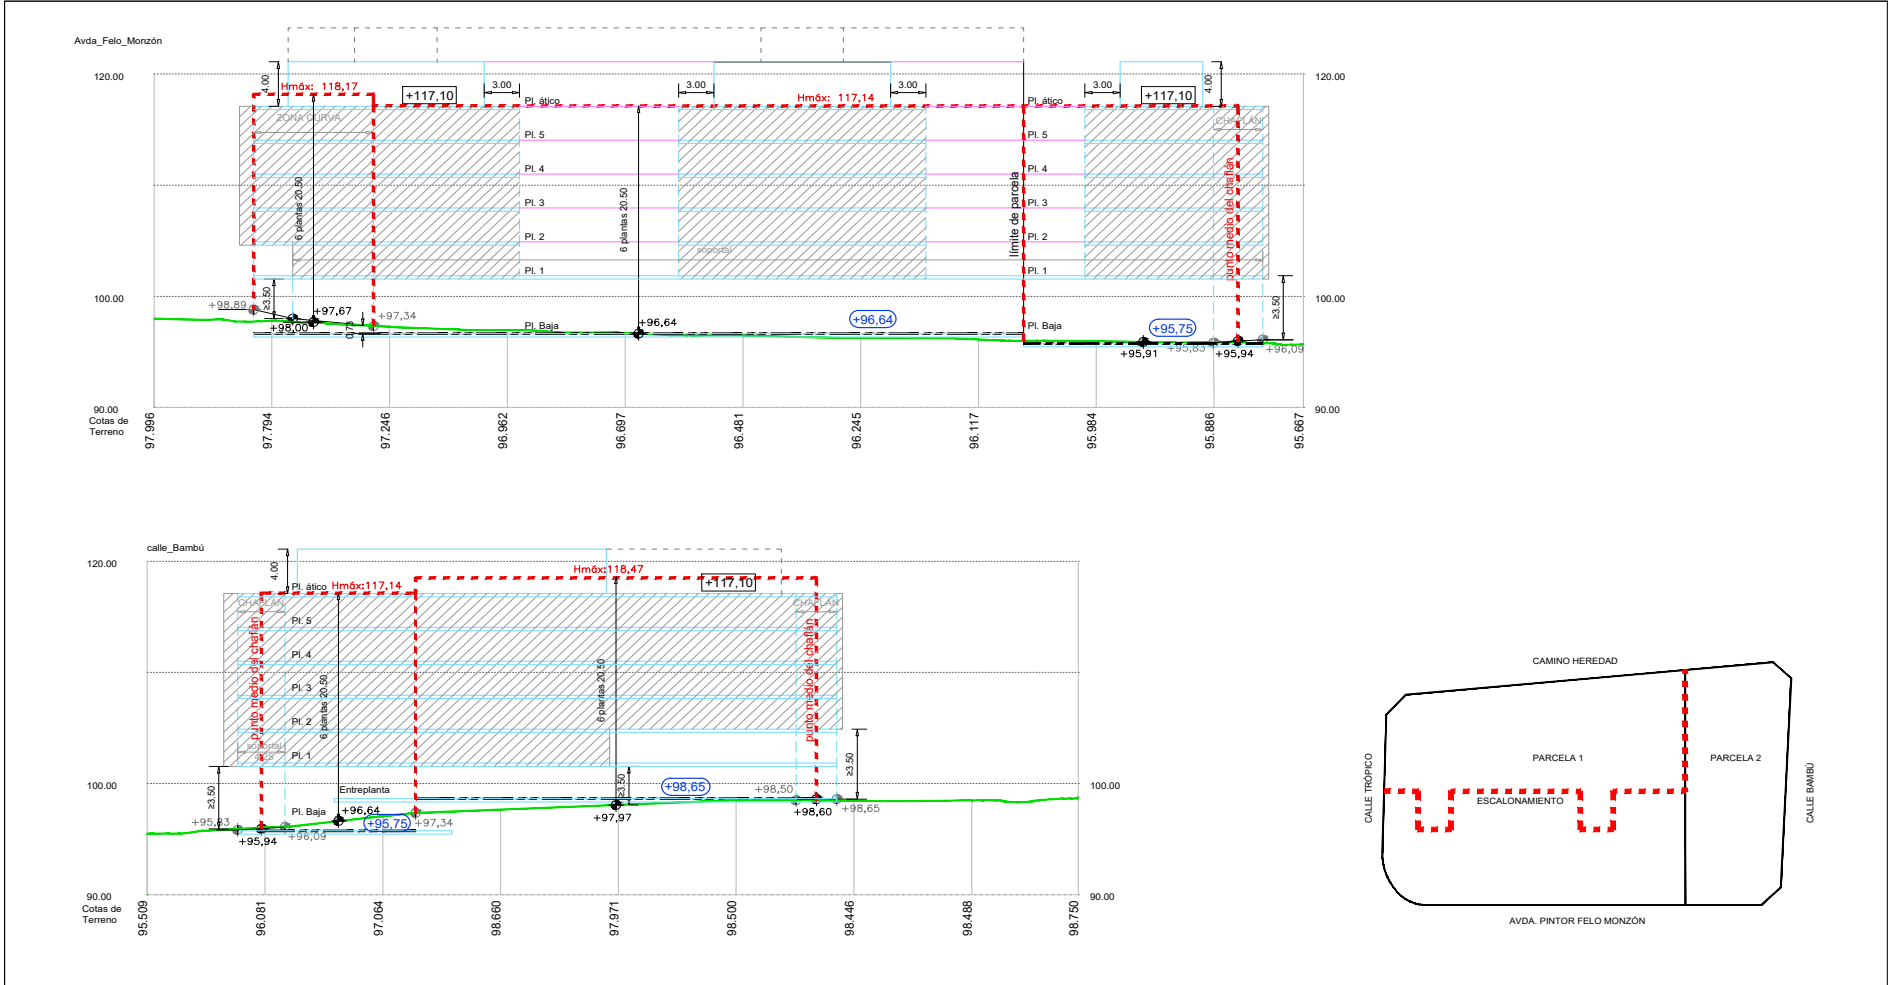 Avda_Felo_Monzón
120.00
120.00
4.00
Hmáx: 118,17
+117,10
3.00
3.00
Hmáx: 117,14
3.00
3.00
+117,10
4.00
Pl. ático
Pl. ático
ZONA CURVA
CHAFLÁN
Pl. 5
Pl. 5
Pl. 4
Pl. 4
6 plantas 20.50
6 plantas 20.50
límite de parcela
punto medio del chaflán
Pl. 3
Pl. 3
Pl. 2
Pl. 2
soportal
Pl. 1
Pl. 1
100.00
100.00
+98,89
≥3.50
+98,00
+97,67
0,73
+97,34
Pl. Baja
+96,64
+96,64
Pl. Baja
+95,75
≥3.50
+95,91
+95,83
+95,94
+96,09
90.00
90.00
Cotas de
Terreno
97.996
97.794
97.246
96.962
96.697
96.481
96.245
96.117
95.984
95.886
95.667
calle_Bambú
120.00
4.00
Hmáx:117,14
Hmáx:118,47
+117,10
Pl. ático
CHAFLÁN
CHAFLÁN
Pl. 5
Pl. 4
Pl. 3
Pl. 2
Pl. 1
punto medio del chaflán
6 plantas 20.50
6 plantas 20.50
punto medio del chaflán
soportal
4.25
100.00
100.00
≥3.50
≥3.50
≥3.50
Entreplanta
+98,65
+98,50
Pl. Baja
+96,64
+95,83
+95,75
+97,34
+97,97
+98,60
+98,65
+95,94
+96,09
90.00
90.00
Cotas de
Terreno
95.509
96.081
97.064
98.660
97.971
98.500
98.446
98.488
98.750
CAMINO HEREDAD
PARCELA 1
PARCELA 2
CALLE TRÓPICO
ESCALONAMIENTO
CALLE BAMBÚ
AVDA. PINTOR FELO MONZÓN